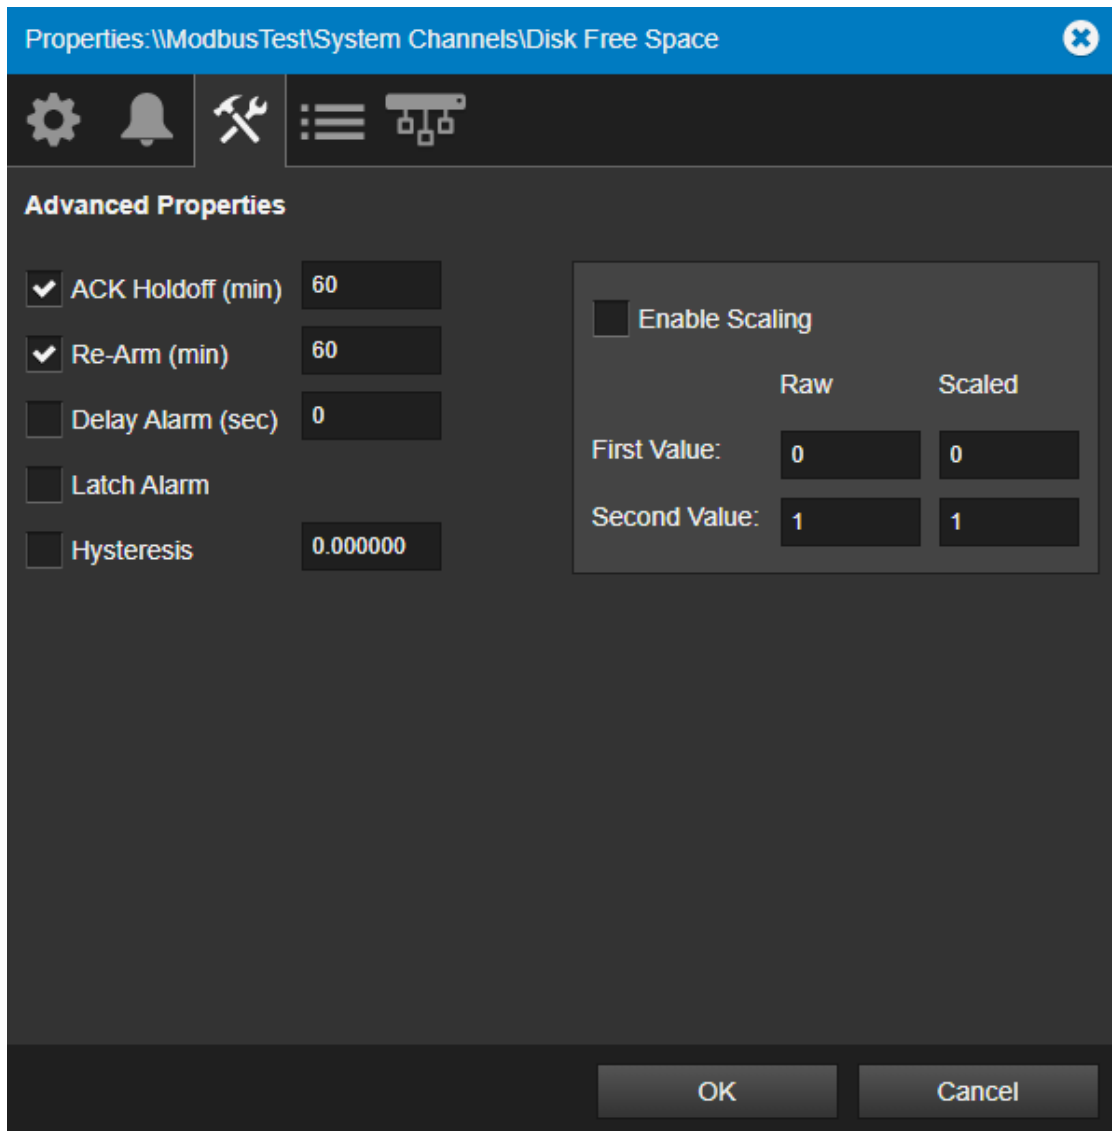 Properties:\\ModbusTest\System Channels\Disk Free Space
Advanced Properties
ACK Holdoff (min) 60
Re-Arm (min) 60
Delay Alarm (sec) 0
Latch Alarm
Hysteresis 0.000000
Enable Scaling
Raw Scaled
First Value: 0 0
Second Value: 1 1
OK Cancel